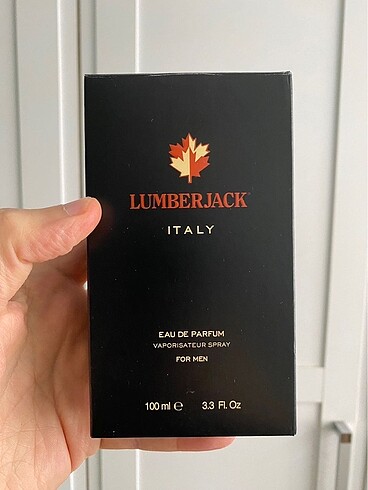 LUMBERJACK
ITALY
EAU DE PARFUM
VAPORISATEUR SPRAY
FOR MEN
100 ml ℮ 3.3 Fl. Oz